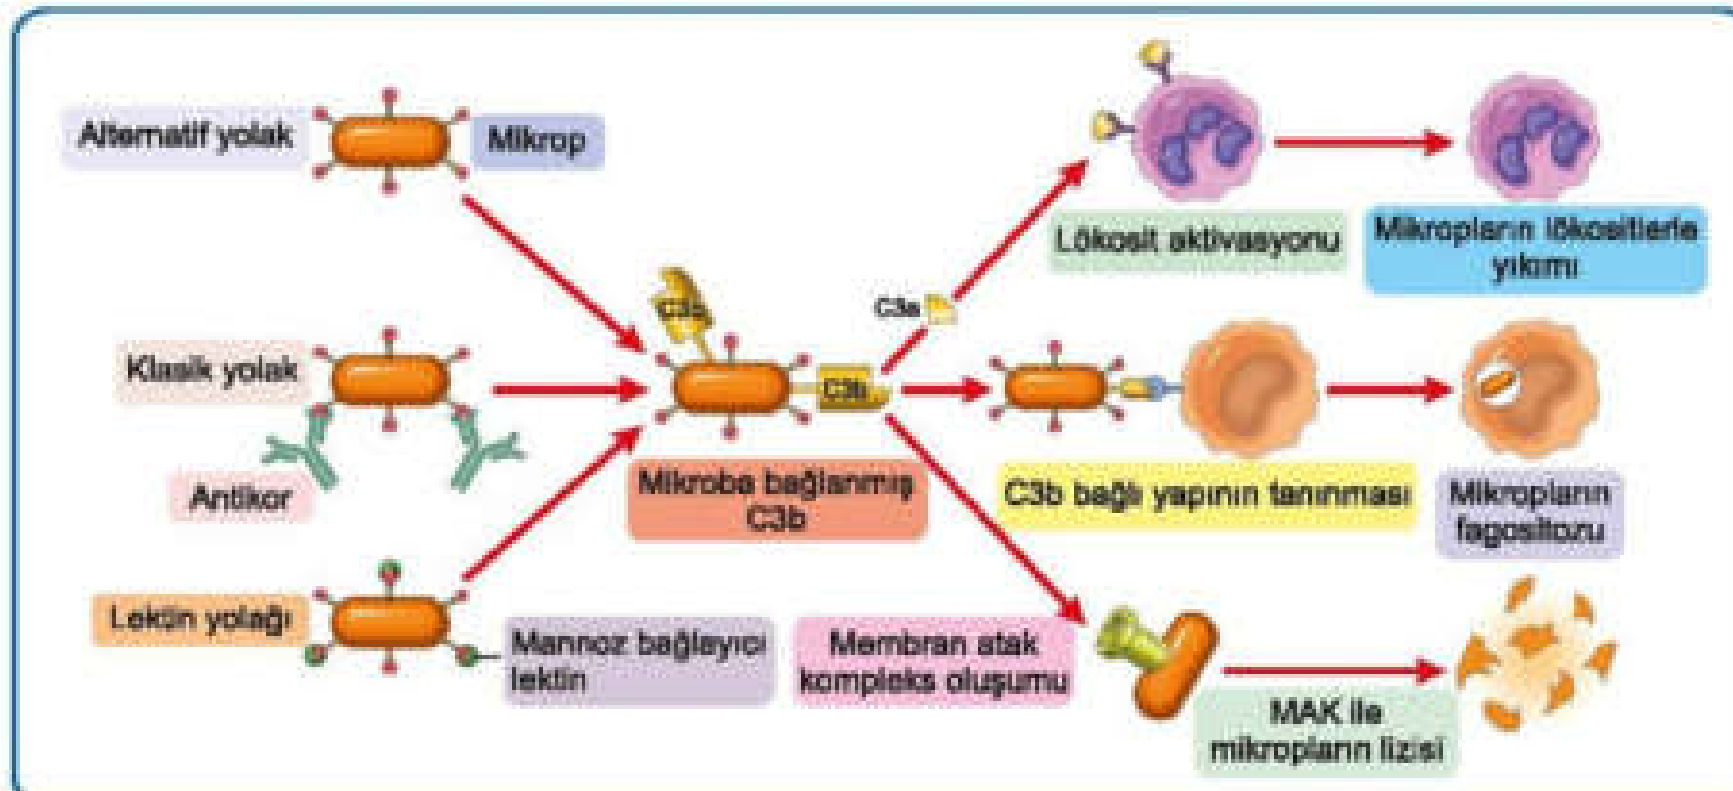 Alternatif yolak
Mikrop
Klasik yolak
Antikor
Lektin yolağı
Mannoz bağlayıcı
lektin
C3b
Mikroba bağlanmış
C3b
C3a
Lökosit aktivasyonu
Mikropların lökositlerle
yıkımı
C3b bağlı yapının tanınması
Mikropların
fagositozu
Membran atak
kompleks oluşumu
MAK ile
mikropların lizisi